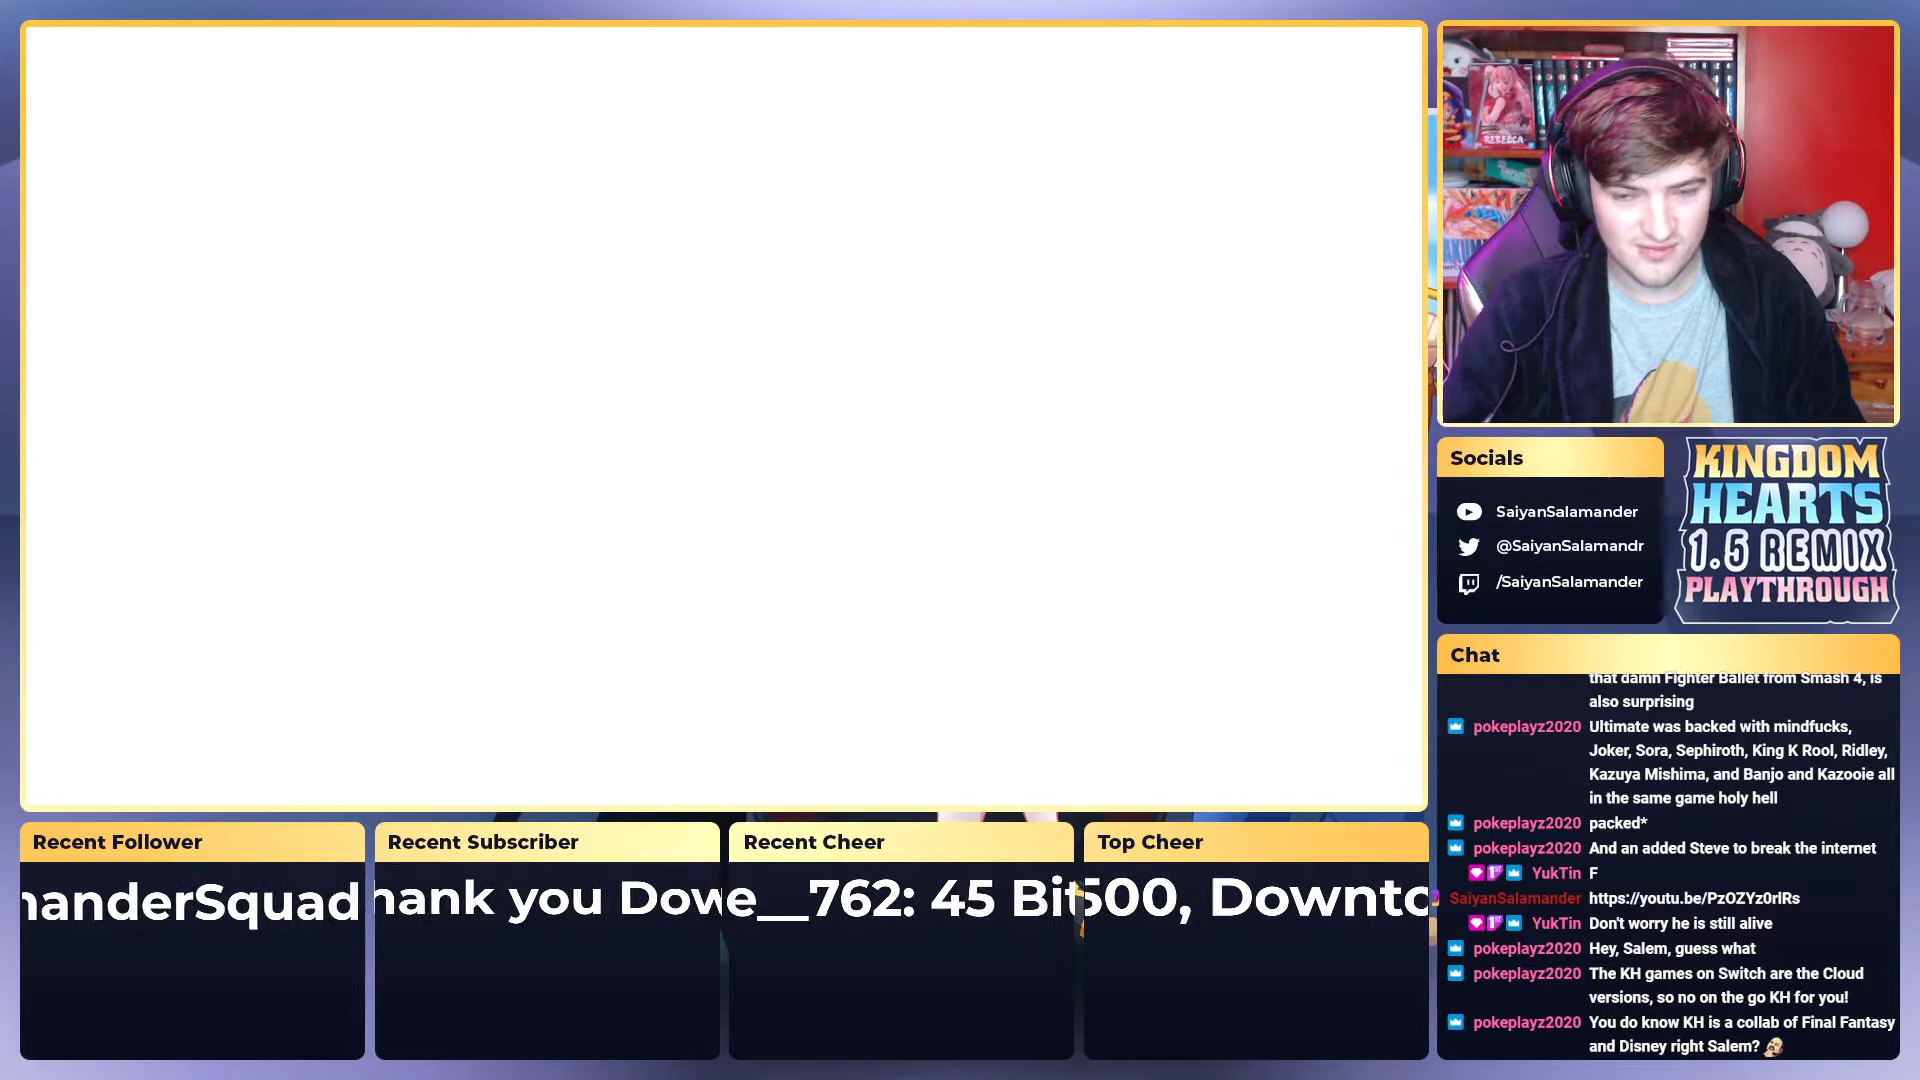 REBECCA
Socials
SaiyanSalamander
@SaiyanSalamandr
/SaiyanSalamander
KINGDOM
HEARTS
1.5 REMIX
PLAYTHROUGH
Chat
that damn Fighter Ballet from Smash 4, is
also surprising
pokeplayz2020 Ultimate was backed with mindfucks,
Joker, Sora, Sephiroth, King K Rool, Ridley,
Kazuya Mishima, and Banjo and Kazooie all
in the same game holy hell
pokeplayz2020 packed*
pokeplayz2020 And an added Steve to break the internet
YukTin F
SaiyanSalamander https://youtu.be/PzOZYz0rlRs
YukTin Don't worry he is still alive
pokeplayz2020 Hey, Salem, guess what
pokeplayz2020 The KH games on Switch are the Cloud
versions, so no on the go KH for you!
pokeplayz2020 You do know KH is a collab of Final Fantasy
and Disney right Salem?
Recent Follower
manderSquad
Recent Subscriber
hank you Dow
Recent Cheer
e__762: 45 Bit
Top Cheer
500, Downto